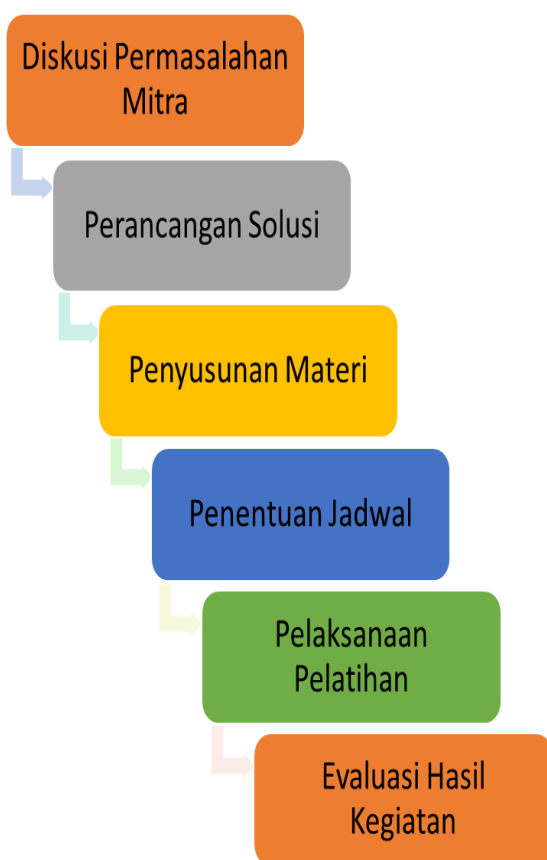 Diskusi Permasalahan
Mitra
Perancangan Solusi
Penyusunan Materi
Penentuan Jadwal
Pelaksanaan
Pelatihan
Evaluasi Hasil
Kegiatan